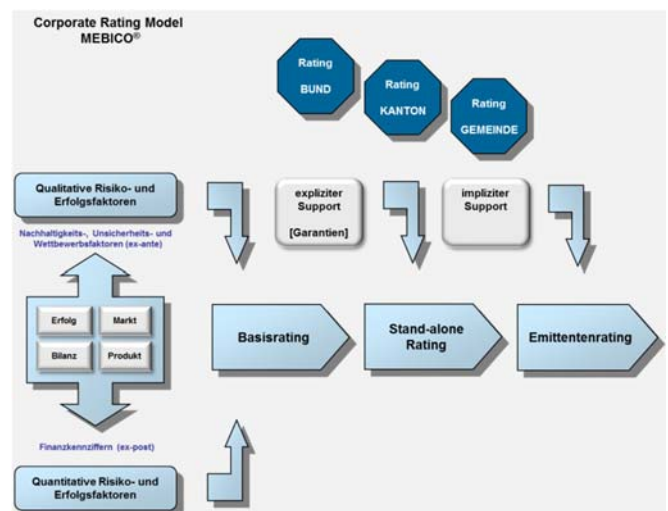 Corporate Rating Model
MEBICO®
Rating
BUND
Rating
KANTON
Rating
GEMEINDE
Qualitative Risiko- und
Erfolgsfaktoren
expliziter
Support
[Garantien]
impliziter
Support
Nachhaltigkeits-, Unsicherheits- und
Wettbewerbsfaktoren (ex-ante)
Erfolg
Markt
Bilanz
Produkt
Basisrating
Stand-alone
Rating
Emittentenrating
Finanzkennziffern (ex-post)
Quantitative Risiko- und
Erfolgsfaktoren